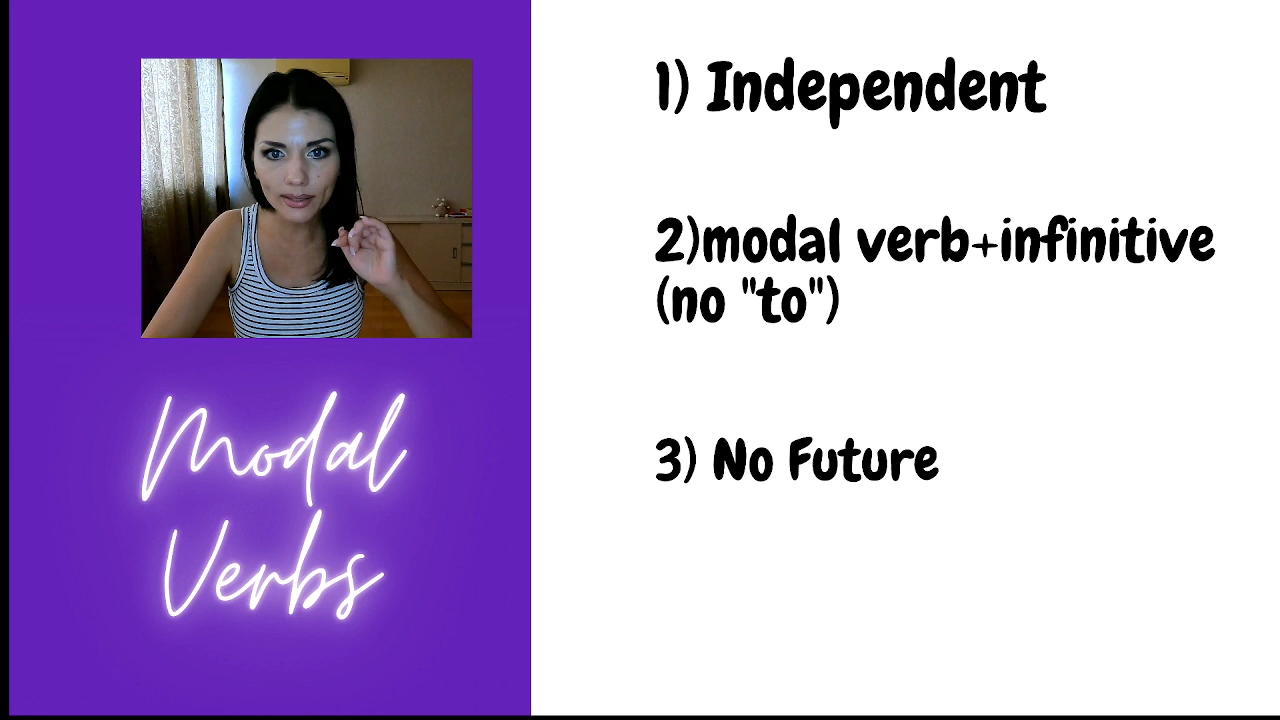 1) Independent
2)modal verb+infinitive
(no "to")
3) No Future
Modal
Verbs